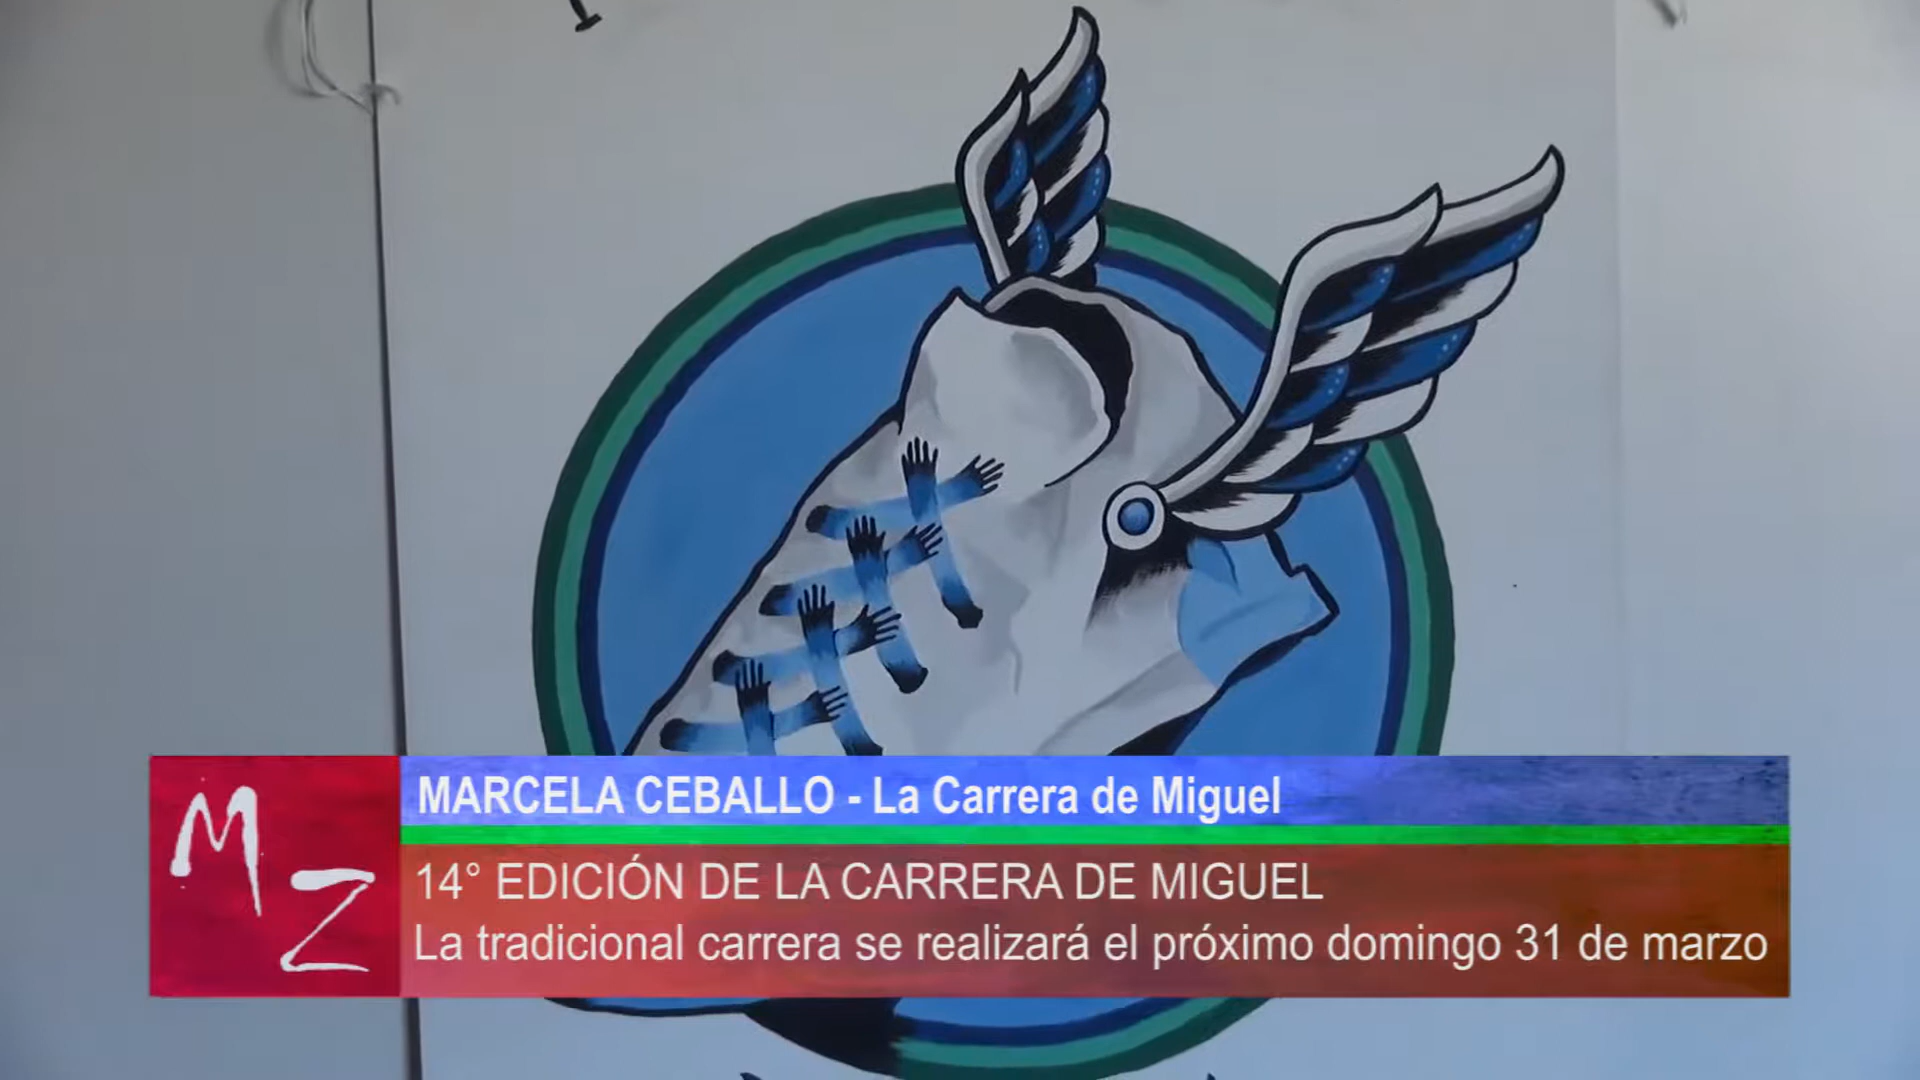 MZ
MARCELA CEBALLO - La Carrera de Miguel
14° EDICIÓN DE LA CARRERA DE MIGUEL
La tradicional carrera se realizará el próximo domingo 31 de marzo